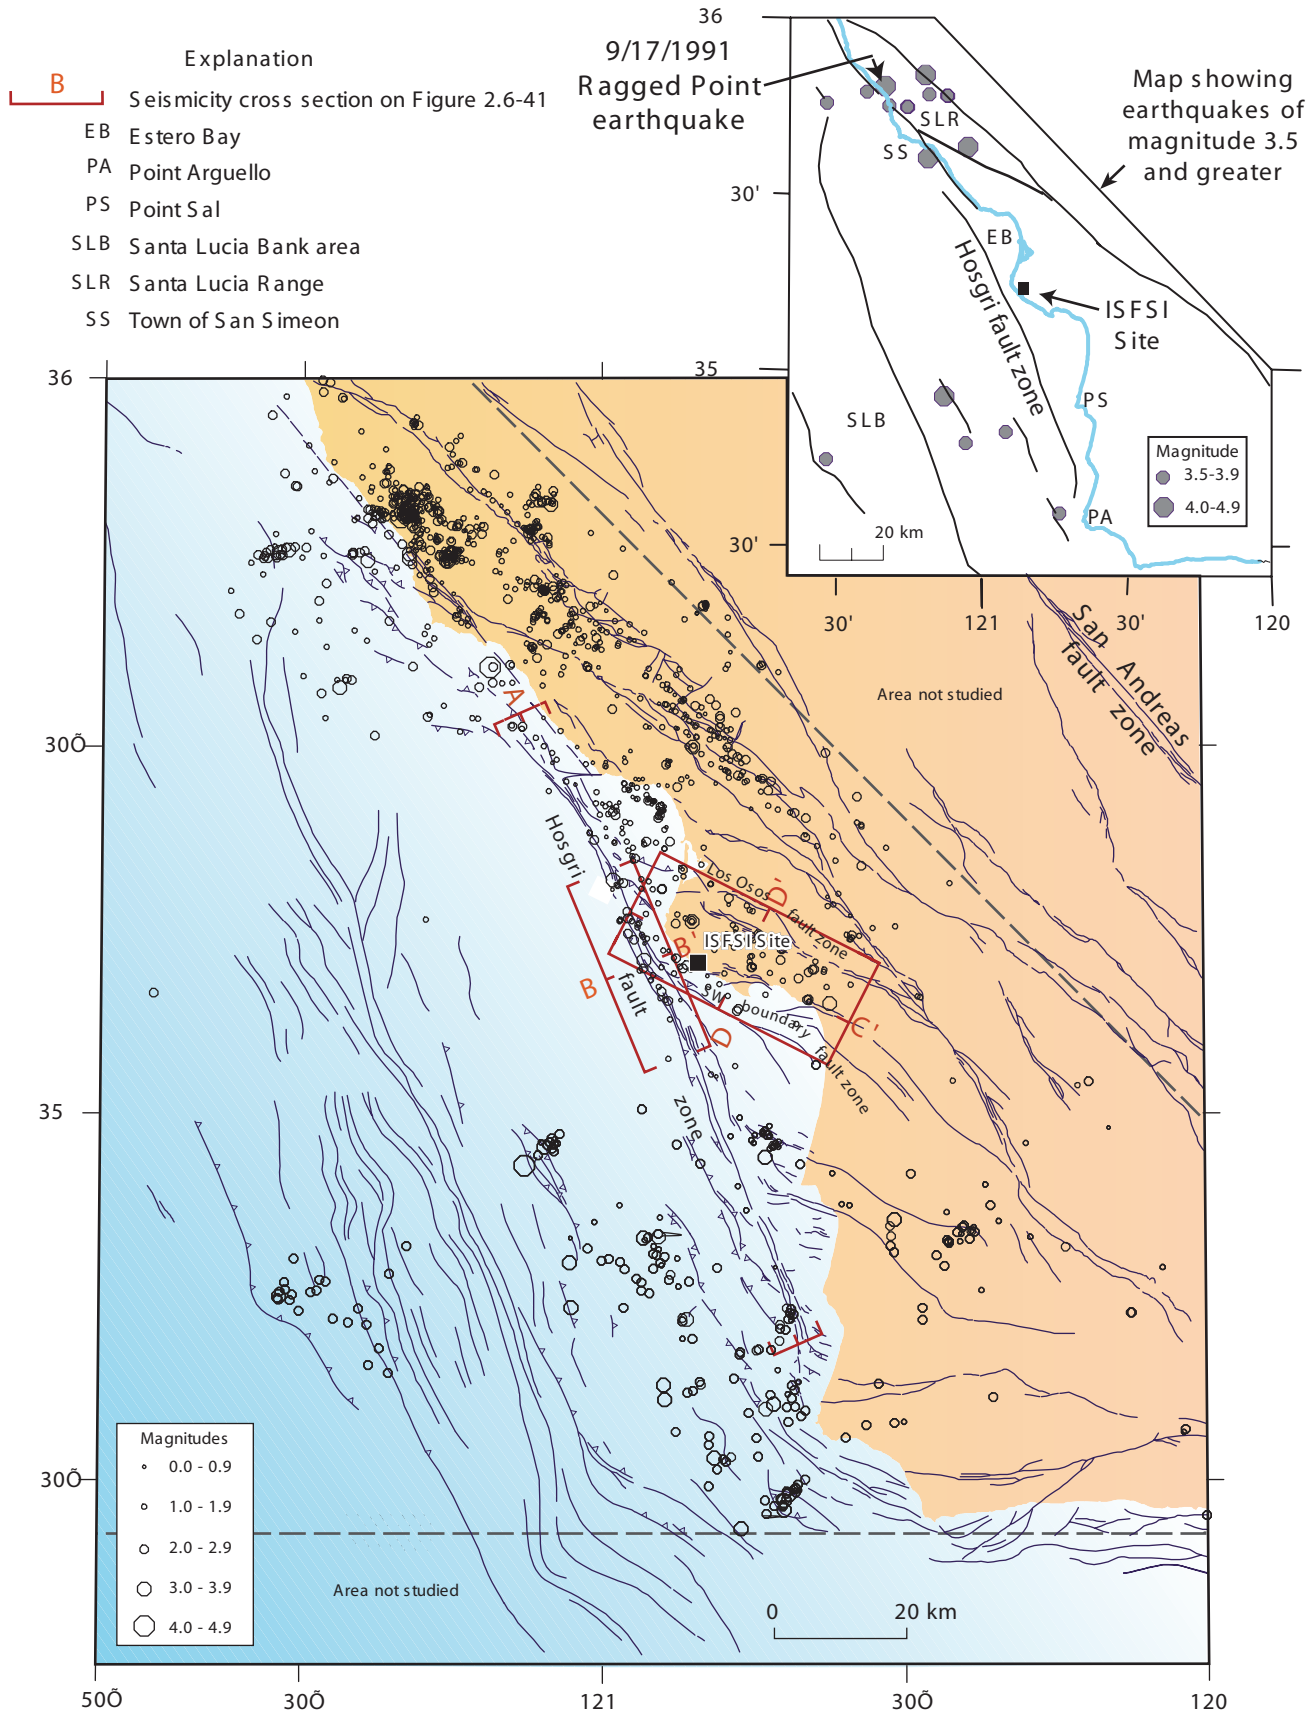 Explanation
B
Seismicity cross section on Figure 2.6-41
EB Estero Bay
PA Point Arguello
PS Point Sal
SLB Santa Lucia Bank area
SLR Santa Lucia Range
SS Town of San Simeon
36
9/17/1991
Ragged Point
earthquake
Map showing
earthquakes of
magnitude 3.5
and greater
SLR
SS
30'
EB
Hosgri fault zone
ISFSI
Site
35
PS
SLB
Magnitude
3.5-3.9
4.0-4.9
PA
20 km
30'
30'
121
30'
120
36
San Andreas
fault zone
Area not studied
A
30Õ
Hosgri
fault
zone
Los Osos fault zone
D'
B'
ISFSI Site
B
SW boundary fault zone
C'
D
35
30Õ
Magnitudes
0.0 - 0.9
1.0 - 1.9
2.0 - 2.9
3.0 - 3.9
4.0 - 4.9
Area not studied
0 20 km
50Õ
30Õ
121
30Õ
120